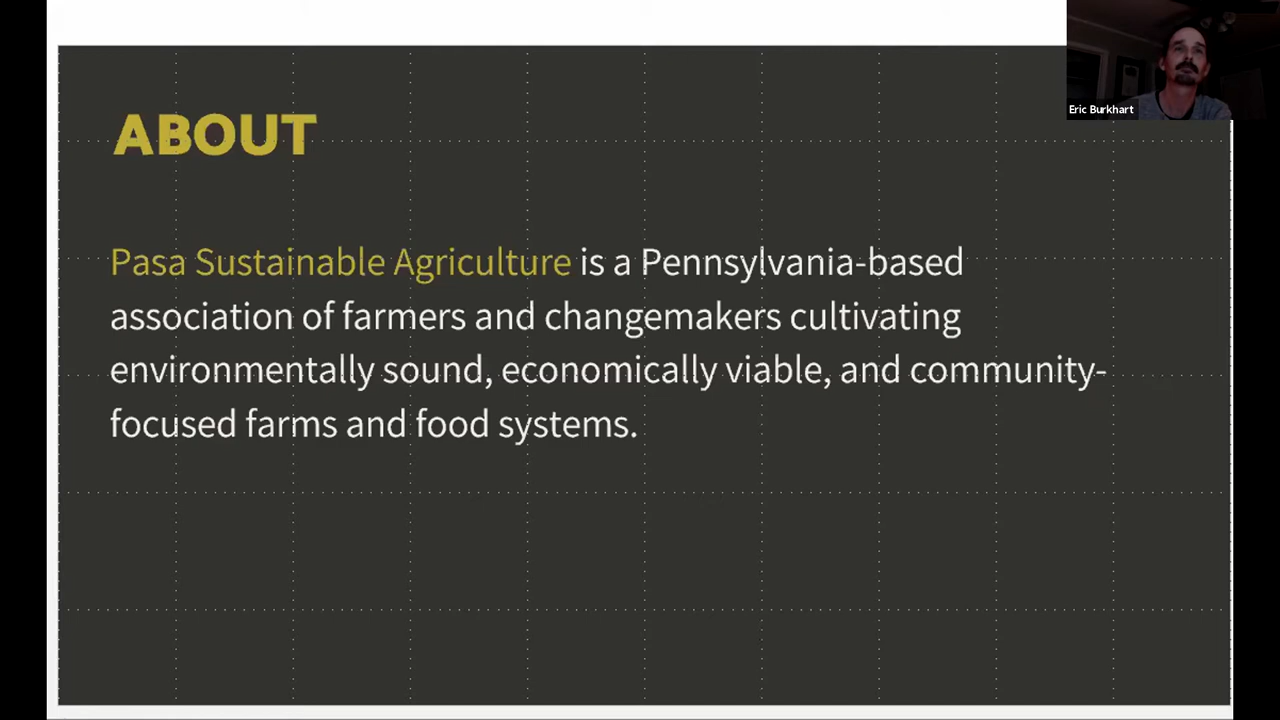 ABOUT
Pasa Sustainable Agriculture is a Pennsylvania-based
association of farmers and changemakers cultivating
environmentally sound, economically viable, and community-
focused farms and food systems.
Eric Burkhart